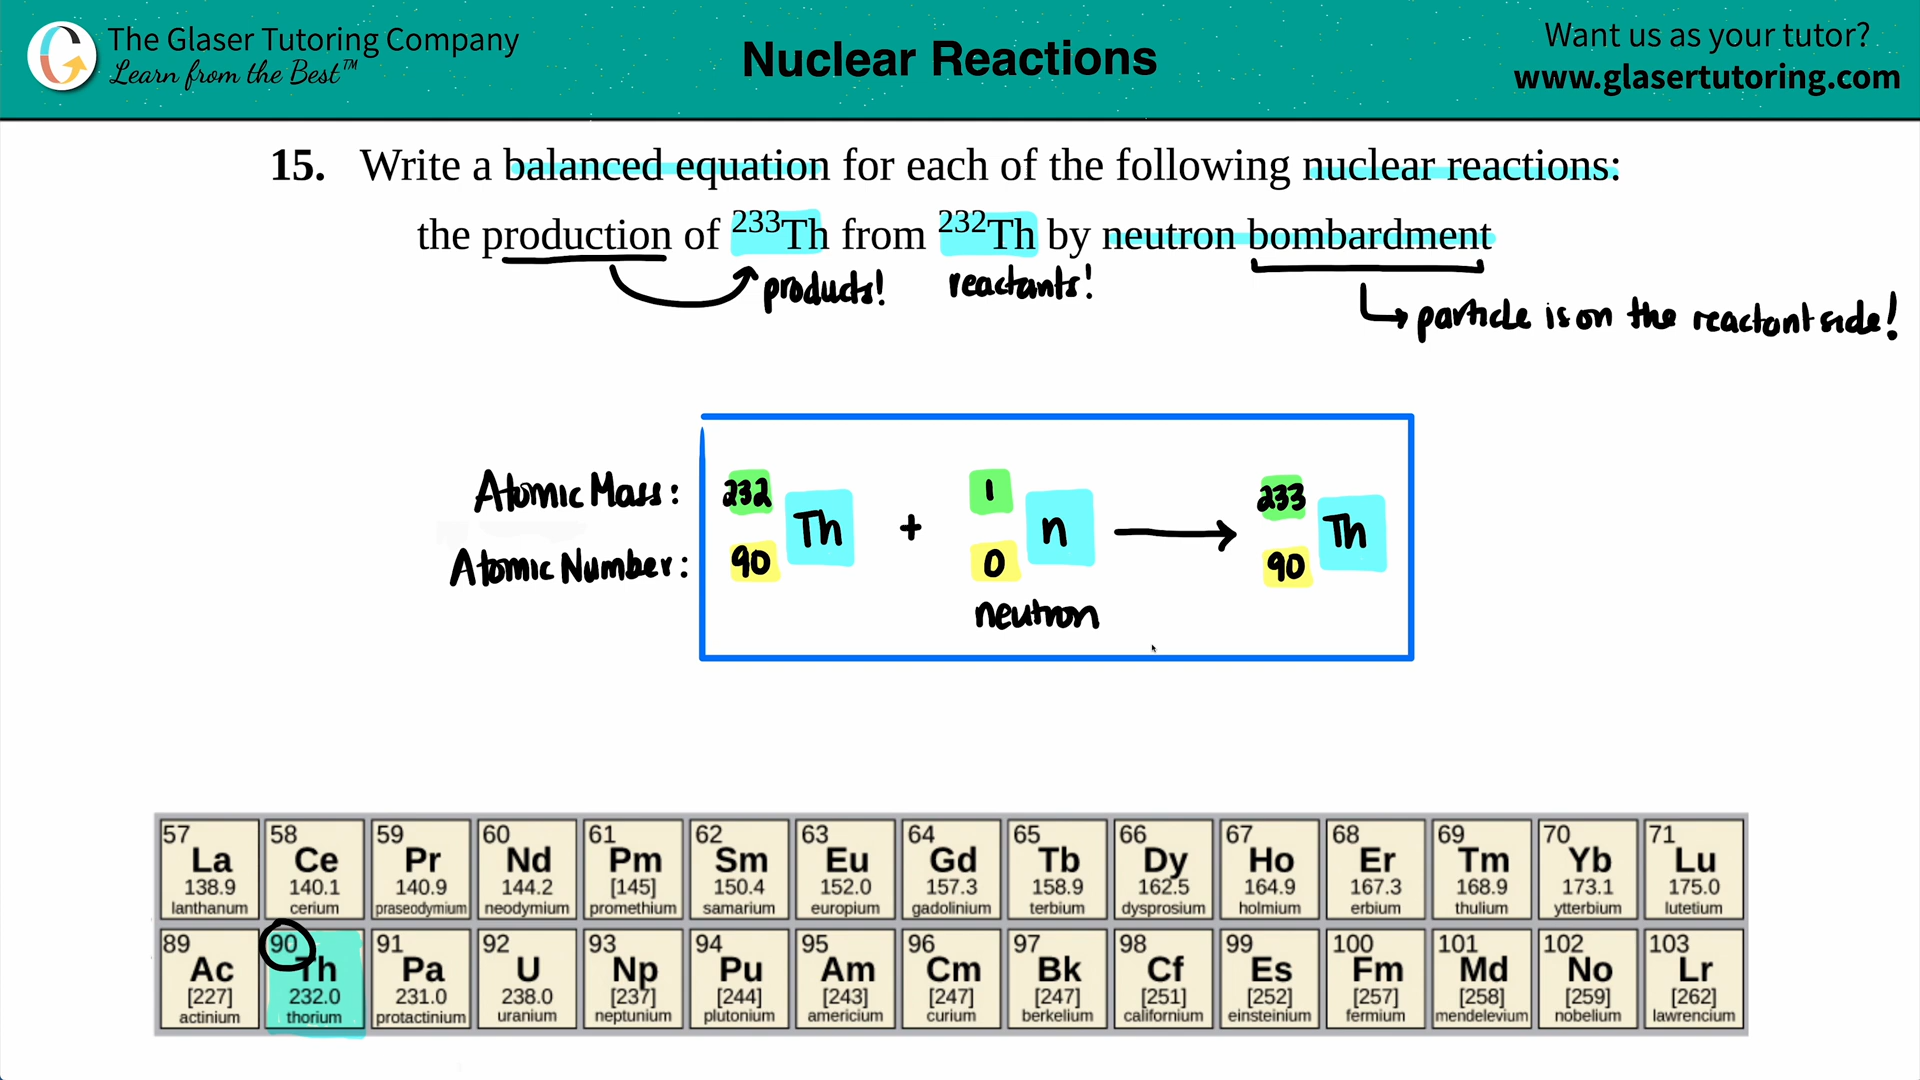 The Glaser Tutoring Company
Learn from the Best™
Nuclear Reactions
Want us as your tutor?
www.glasertutoring.com
15. Write a balanced equation for each of the following nuclear reactions:
the production of ²³³Th from ²³²Th by neutron bombardment
products!
reactants!
particle is on the reactant side!
Atomic Mass: 232 Th + 1 n → 233 Th
Atomic Number: 90 0 90
neutron
57 58 59 60 61 62 63 64 65 66 67 68 69 70 71
La Ce Pr Nd Pm Sm Eu Gd Tb Dy Ho Er Tm Yb Lu
138.9 140.1 140.9 144.2 [145] 150.4 152.0 157.3 158.9 162.5 164.9 167.3 168.9 173.1 175.0
lanthanum cerium praseodymium neodymium promethium samarium europium gadolinium terbium dysprosium holmium erbium thulium ytterbium lutetium
89 90 91 92 93 94 95 96 97 98 99 100 101 102 103
Ac Th Pa U Np Pu Am Cm Bk Cf Es Fm Md No Lr
[227] 232.0 231.0 238.0 [237] [244] [243] [247] [247] [251] [252] [257] [258] [259] [262]
actinium thorium protactinium uranium neptunium plutonium americium curium berkelium californium einsteinium fermium mendelevium nobelium lawrencium